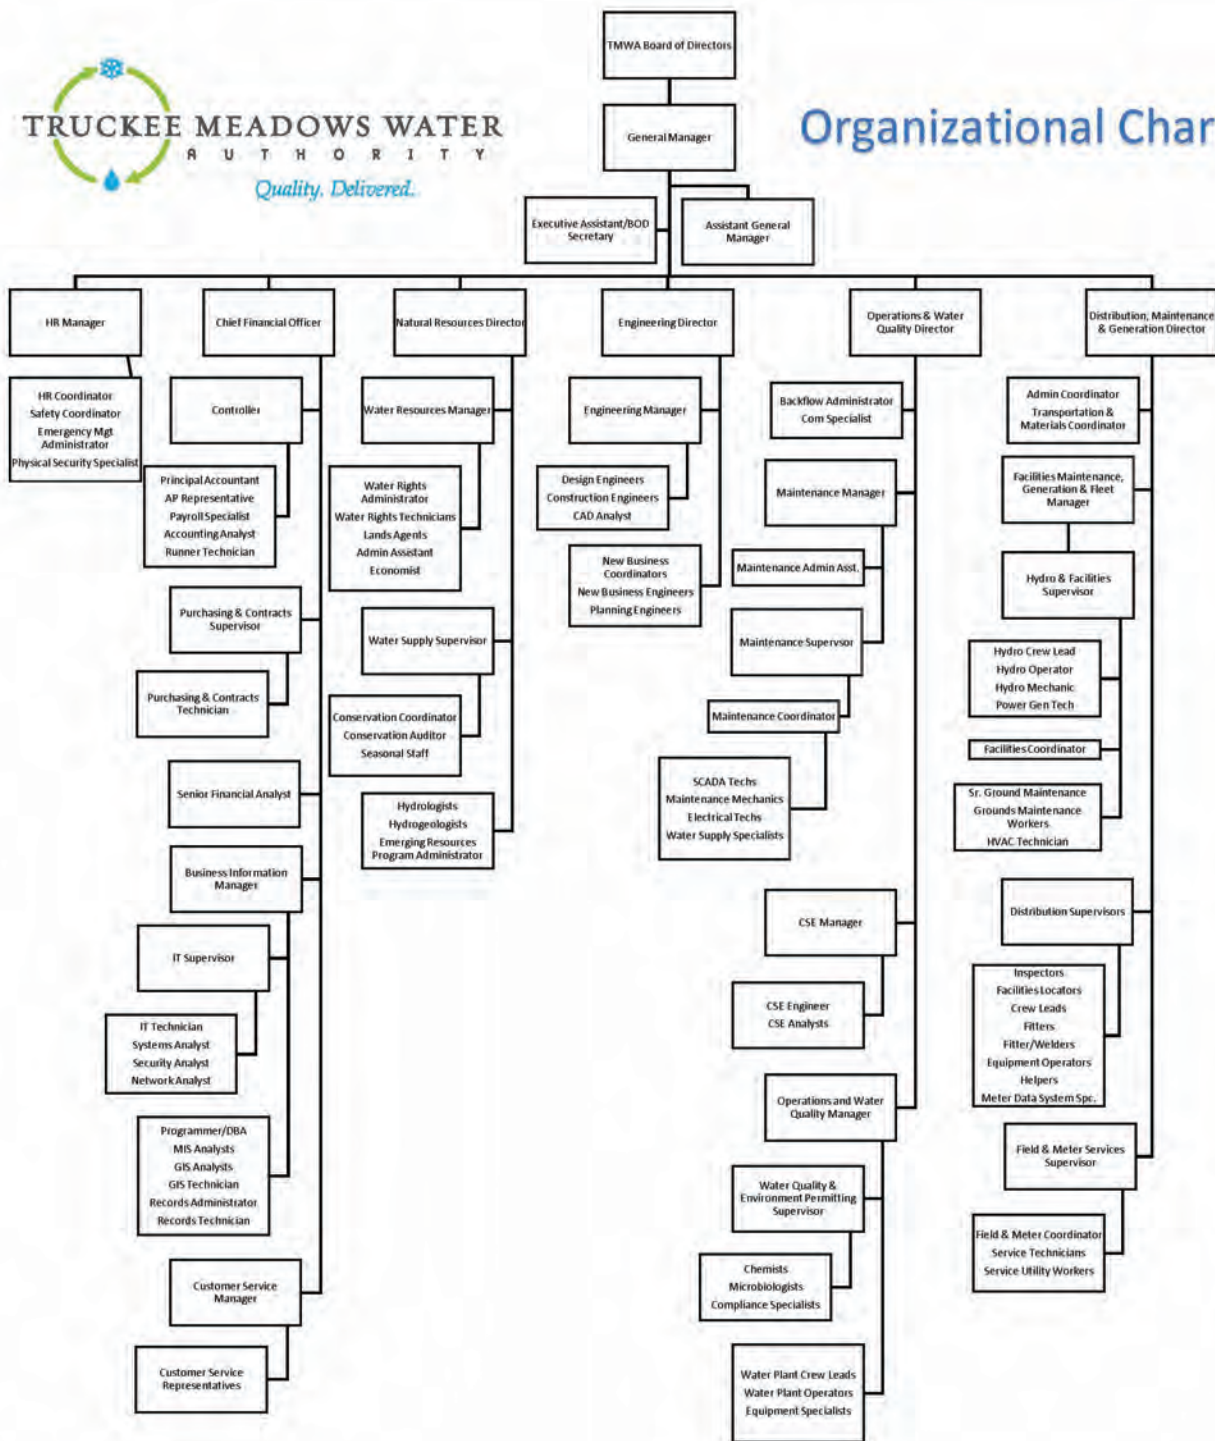 TMWA Board of Directors
TRUCKEE MEADOWS WATER
AUTHORITY
Quality. Delivered.
Organizational Char
General Manager
Executive Assistant/BOD
Secretary
Assistant General
Manager
HR Manager
HR Coordinator
Safety Coordinator
Emergency Mgt
Administrator
Physical Security Specialist
Chief Financial Officer
Controller
Principal Accountant
AP Representative
Payroll Specialist
Accounting Analyst
Runner Technician
Purchasing & Contracts
Supervisor
Purchasing & Contracts
Technician
Senior Financial Analyst
Business Information
Manager
IT Supervisor
IT Technician
Systems Analyst
Security Analyst
Network Analyst
Programmer/DBA
MIS Analysts
GIS Analysts
GIS Technician
Records Administrator
Records Technician
Customer Service
Manager
Customer Service
Representatives
Natural Resources Director
Water Resources Manager
Water Rights
Administrator
Water Rights Technicians
Lands Agents
Admin Assistant
Economist
Water Supply Supervisor
Conservation Coordinator
Conservation Auditor
Seasonal Staff
Hydrologists
Hydrogeologists
Emerging Resources
Program Administrator
Engineering Director
Engineering Manager
Design Engineers
Construction Engineers
CAD Analyst
New Business
Coordinators
New Business Engineers
Planning Engineers
Operations & Water
Quality Director
Backflow Administrator
Com Specialist
Maintenance Manager
Maintenance Admin Asst.
Maintenance Supervsor
Maintenance Coordinator
SCADA Techs
Maintenance Mechanics
Electrical Techs
Water Supply Specialists
CSE Manager
CSE Engineer
CSE Analysts
Operations and Water
Quality Manager
Water Quality &
Environment Permitting
Supervisor
Chemists
Microbiologists
Compliance Specialists
Water Plant Crew Leads
Water Plant Operators
Equipment Specialists
Distribution, Maintenance
& Generation Director
Admin Coordinator
Transportation &
Materials Coordinator
Facilities Maintenance,
Generation & Fleet
Manager
Hydro & Facilities
Supervisor
Hydro Crew Lead
Hydro Operator
Hydro Mechanic
Power Gen Tech
Facilities Coordinator
Sr. Ground Maintenance
Grounds Maintenance
Workers
HVAC Technician
Distribution Supervisors
Inspectors
Facilities Locators
Crew Leads
Fitters
Fitter/Welders
Equipment Operators
Helpers
Meter Data System Spc.
Field & Meter Services
Supervisor
Field & Meter Coordinator
Service Technicians
Service Utility Workers